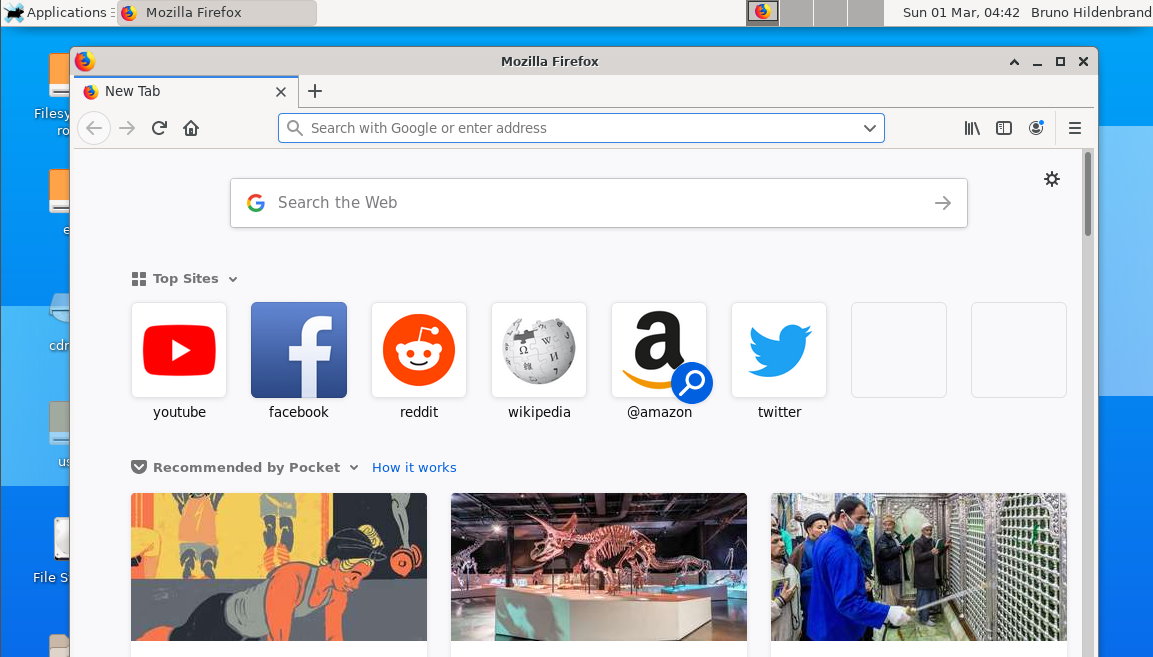 Applications
Mozilla Firefox
Sun 01 Mar, 04:42
Bruno Hildenbrand
Mozilla Firefox
New Tab
Search with Google or enter address
Search the Web
Top Sites
youtube
facebook
reddit
wikipedia
@amazon
twitter
Recommended by Pocket
How it works
Filesy
ro
e
cdr
us
File S